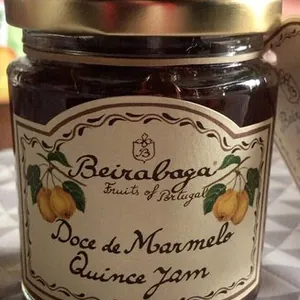 B
Beirabaga
Fruits of Portugal
Doce de Marmelo
Quince Jam